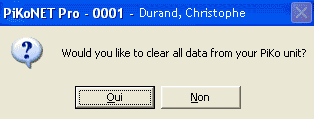 PiKoNET Pro - 0001 - Durand, Christophe
Would you like to clear all data from your PiKo unit?
Oui Non